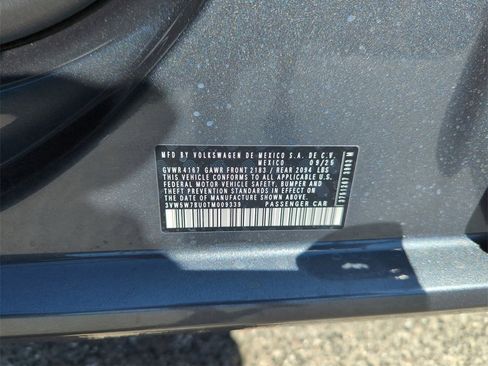 MFD BY VOLKSWAGEN DE MEXICO S.A. DE C.V.
MEXICO 09/25
GVWR 4167 GAWR FRONT 2183 / REAR 2094 LBS
THIS VEHICLE CONFORMS TO ALL APPLICABLE U.S.
FEDERAL MOTOR VEHICLE SAFETY, BUMPER AND
THEFT PREVENTION STANDARDS IN EFFECT ON THE
DATE OF MANUFACTURE SHOWN ABOVE.
3VW5W7BU0TM009339 PASSENGER CAR